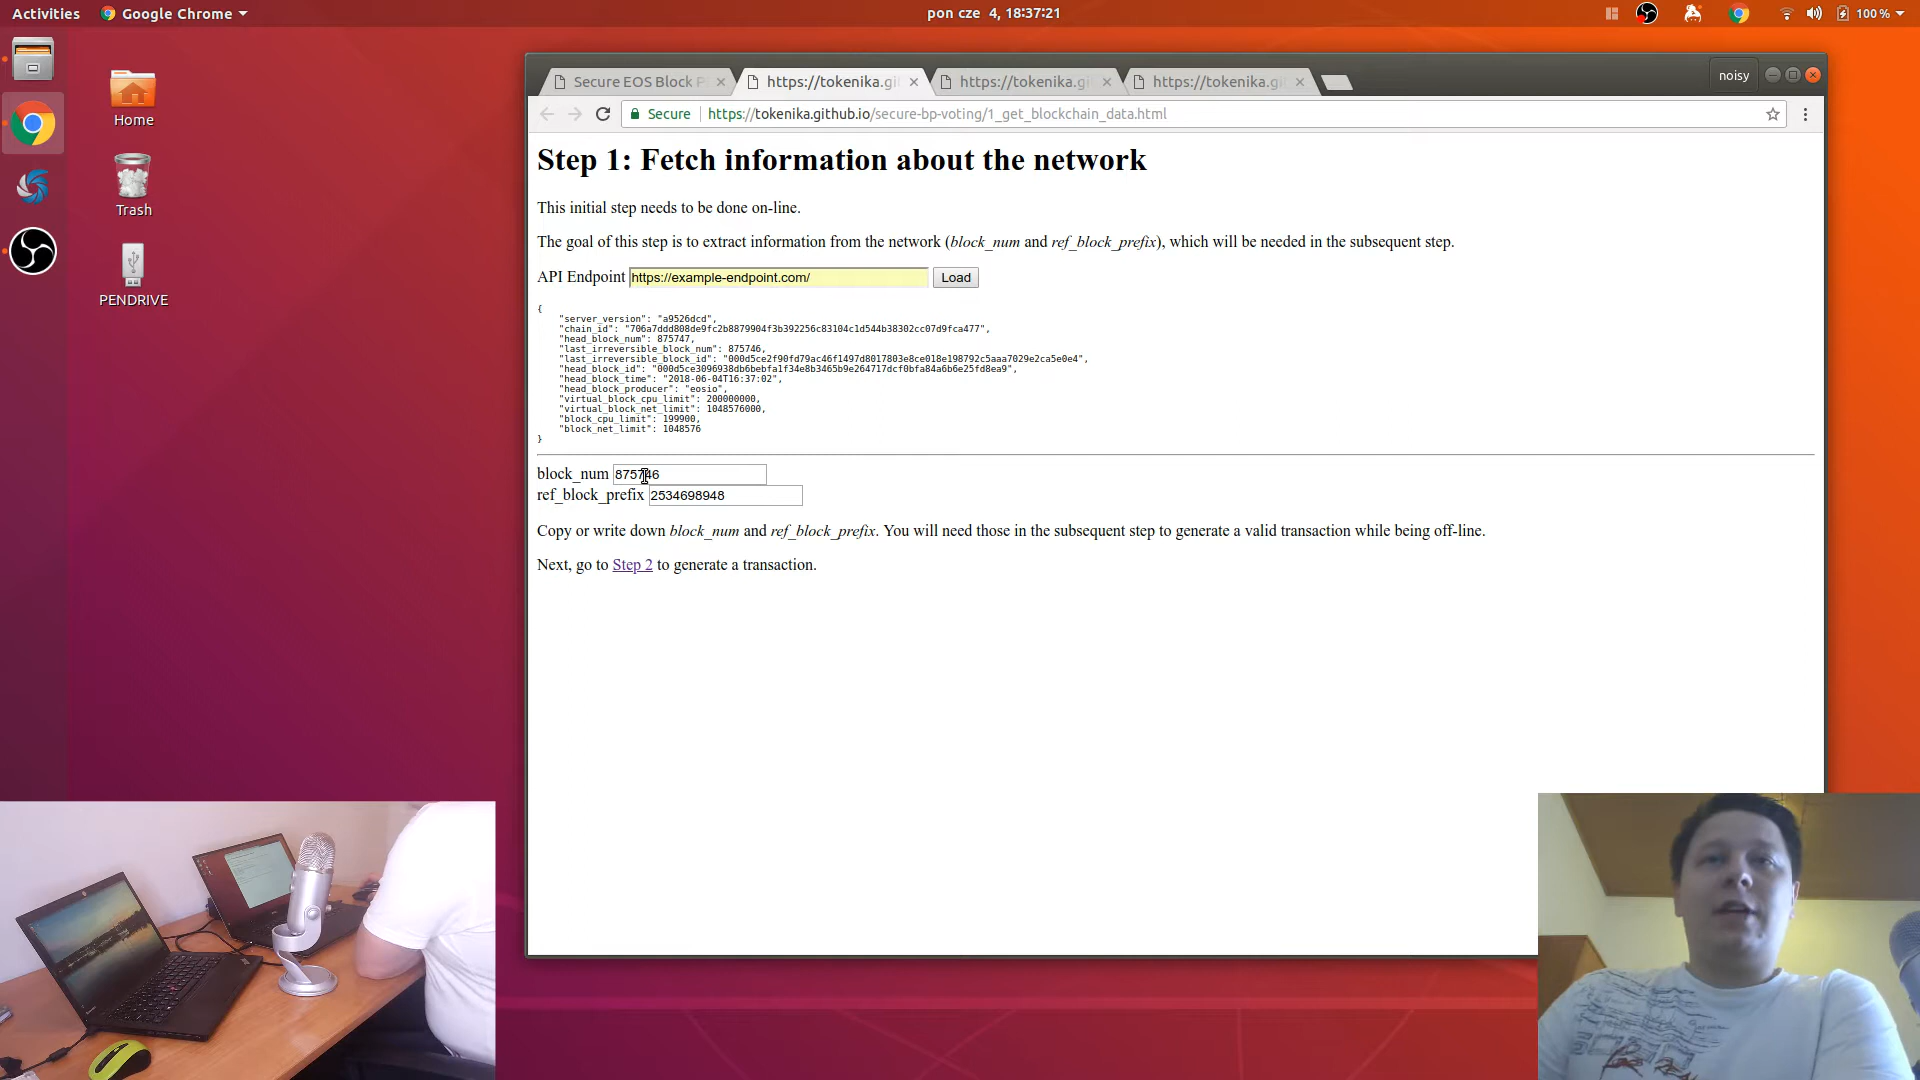 Activities Google Chrome pon cze 4, 18:37:21 100 %
Home
Trash
PENDRIVE
Secure EOS Block P https://tokenika.gi https://tokenika.gi https://tokenika.gi noisy
Secure https://tokenika.github.io/secure-bp-voting/1_get_blockchain_data.html
Step 1: Fetch information about the network
This initial step needs to be done on-line.
The goal of this step is to extract information from the network (block_num and ref_block_prefix), which will be needed in the subsequent step.
API Endpoint https://example-endpoint.com/ Load
{
"server_version": "a9526dcd",
"chain_id": "706a7ddd808de9fc2b8879904f3b392256c83104c1d544b38302cc07d9fca477",
"head_block_num": 875747,
"last_irreversible_block_num": 875746,
"last_irreversible_block_id": "000d5ce2f90fd79ac46f1497d8017803e8ce018e198792c5aaa7029e2ca5e0e4",
"head_block_id": "000d5ce3096938db6bebfa1f34e8b3465b9e264717dcf0bfa84a6b6e25fd8ea9",
"head_block_time": "2018-06-04T16:37:02",
"head_block_producer": "eosio",
"virtual_block_cpu_limit": 200000000,
"virtual_block_net_limit": 1048576000,
"block_cpu_limit": 199900,
"block_net_limit": 1048576
}
block_num 875746
ref_block_prefix 2534698948
Copy or write down block_num and ref_block_prefix. You will need those in the subsequent step to generate a valid transaction while being off-line.
Next, go to Step 2 to generate a transaction.